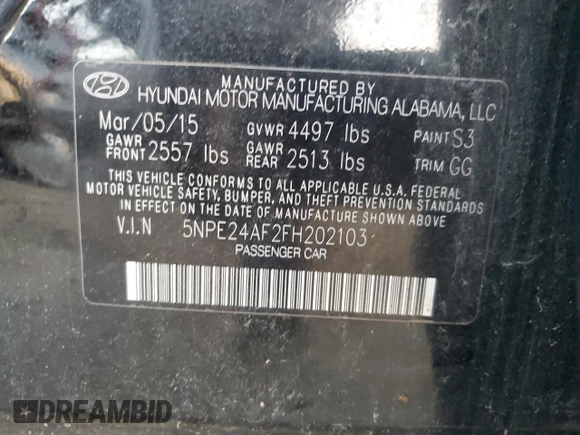 MANUFACTURED BY
HYUNDAI MOTOR MANUFACTURING ALABAMA, LLC
Mar/05/15 GVWR 4497 lbs PAINT S3
GAWR FRONT 2557 lbs GAWR REAR 2513 lbs TRIM GG
THIS VEHICLE CONFORMS TO ALL APPLICABLE U.S.A. FEDERAL
MOTOR VEHICLE SAFETY, BUMPER, AND THEFT PREVENTION STANDARDS
IN EFFECT ON THE DATE OF MANUFACTURE SHOWN ABOVE
V.I.N 5NPE24AF2FH202103
PASSENGER CAR
DREAMBID